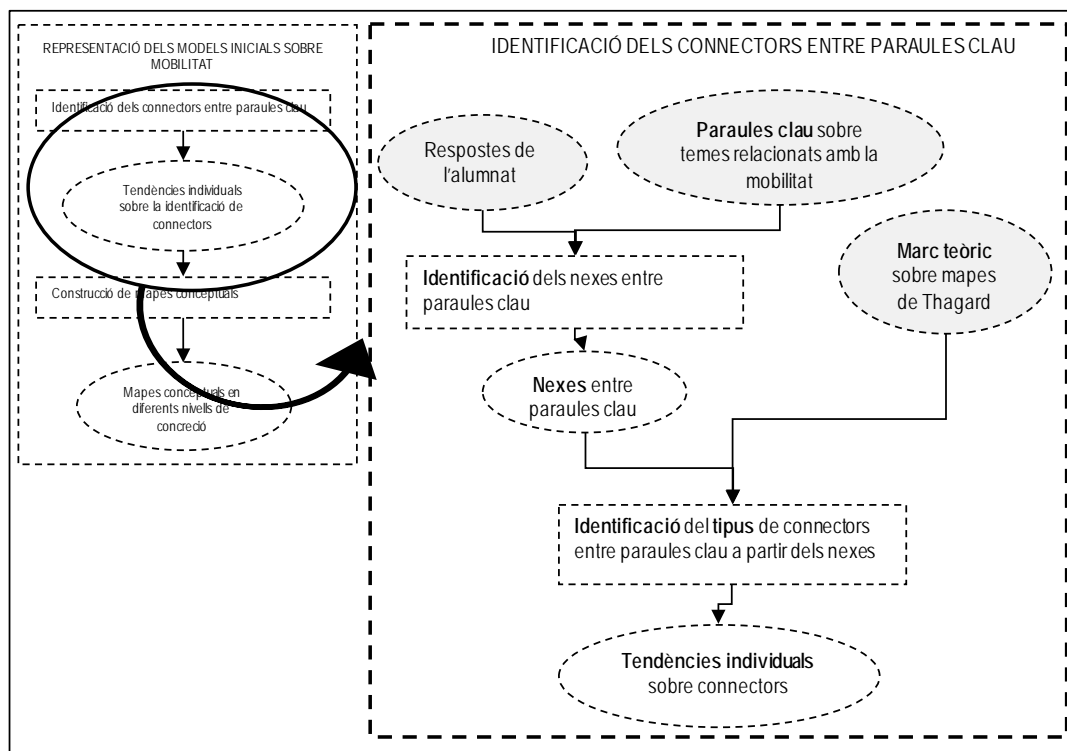 REPRESENTACIÓ DELS MODELS INICIALS SOBRE
MOBILITAT
Identificació dels connectors entre paraules clau
Tendències individuals
sobre la identificació de
connectors
Construcció de mapes conceptuals
Mapes conceptuals en
diferents nivells de
concreció
IDENTIFICACIÓ DELS CONNECTORS ENTRE PARAULES CLAU
Respostes de
l'alumnat
Paraules clau sobre
temes relacionats amb la
mobilitat
Marc teòric
sobre mapes
de Thagard
Identificació dels nexes entre
paraules clau
Nexes entre
paraules clau
Identificació del tipus de connectors
entre paraules clau a partir dels nexes
Tendències individuals
sobre connectors